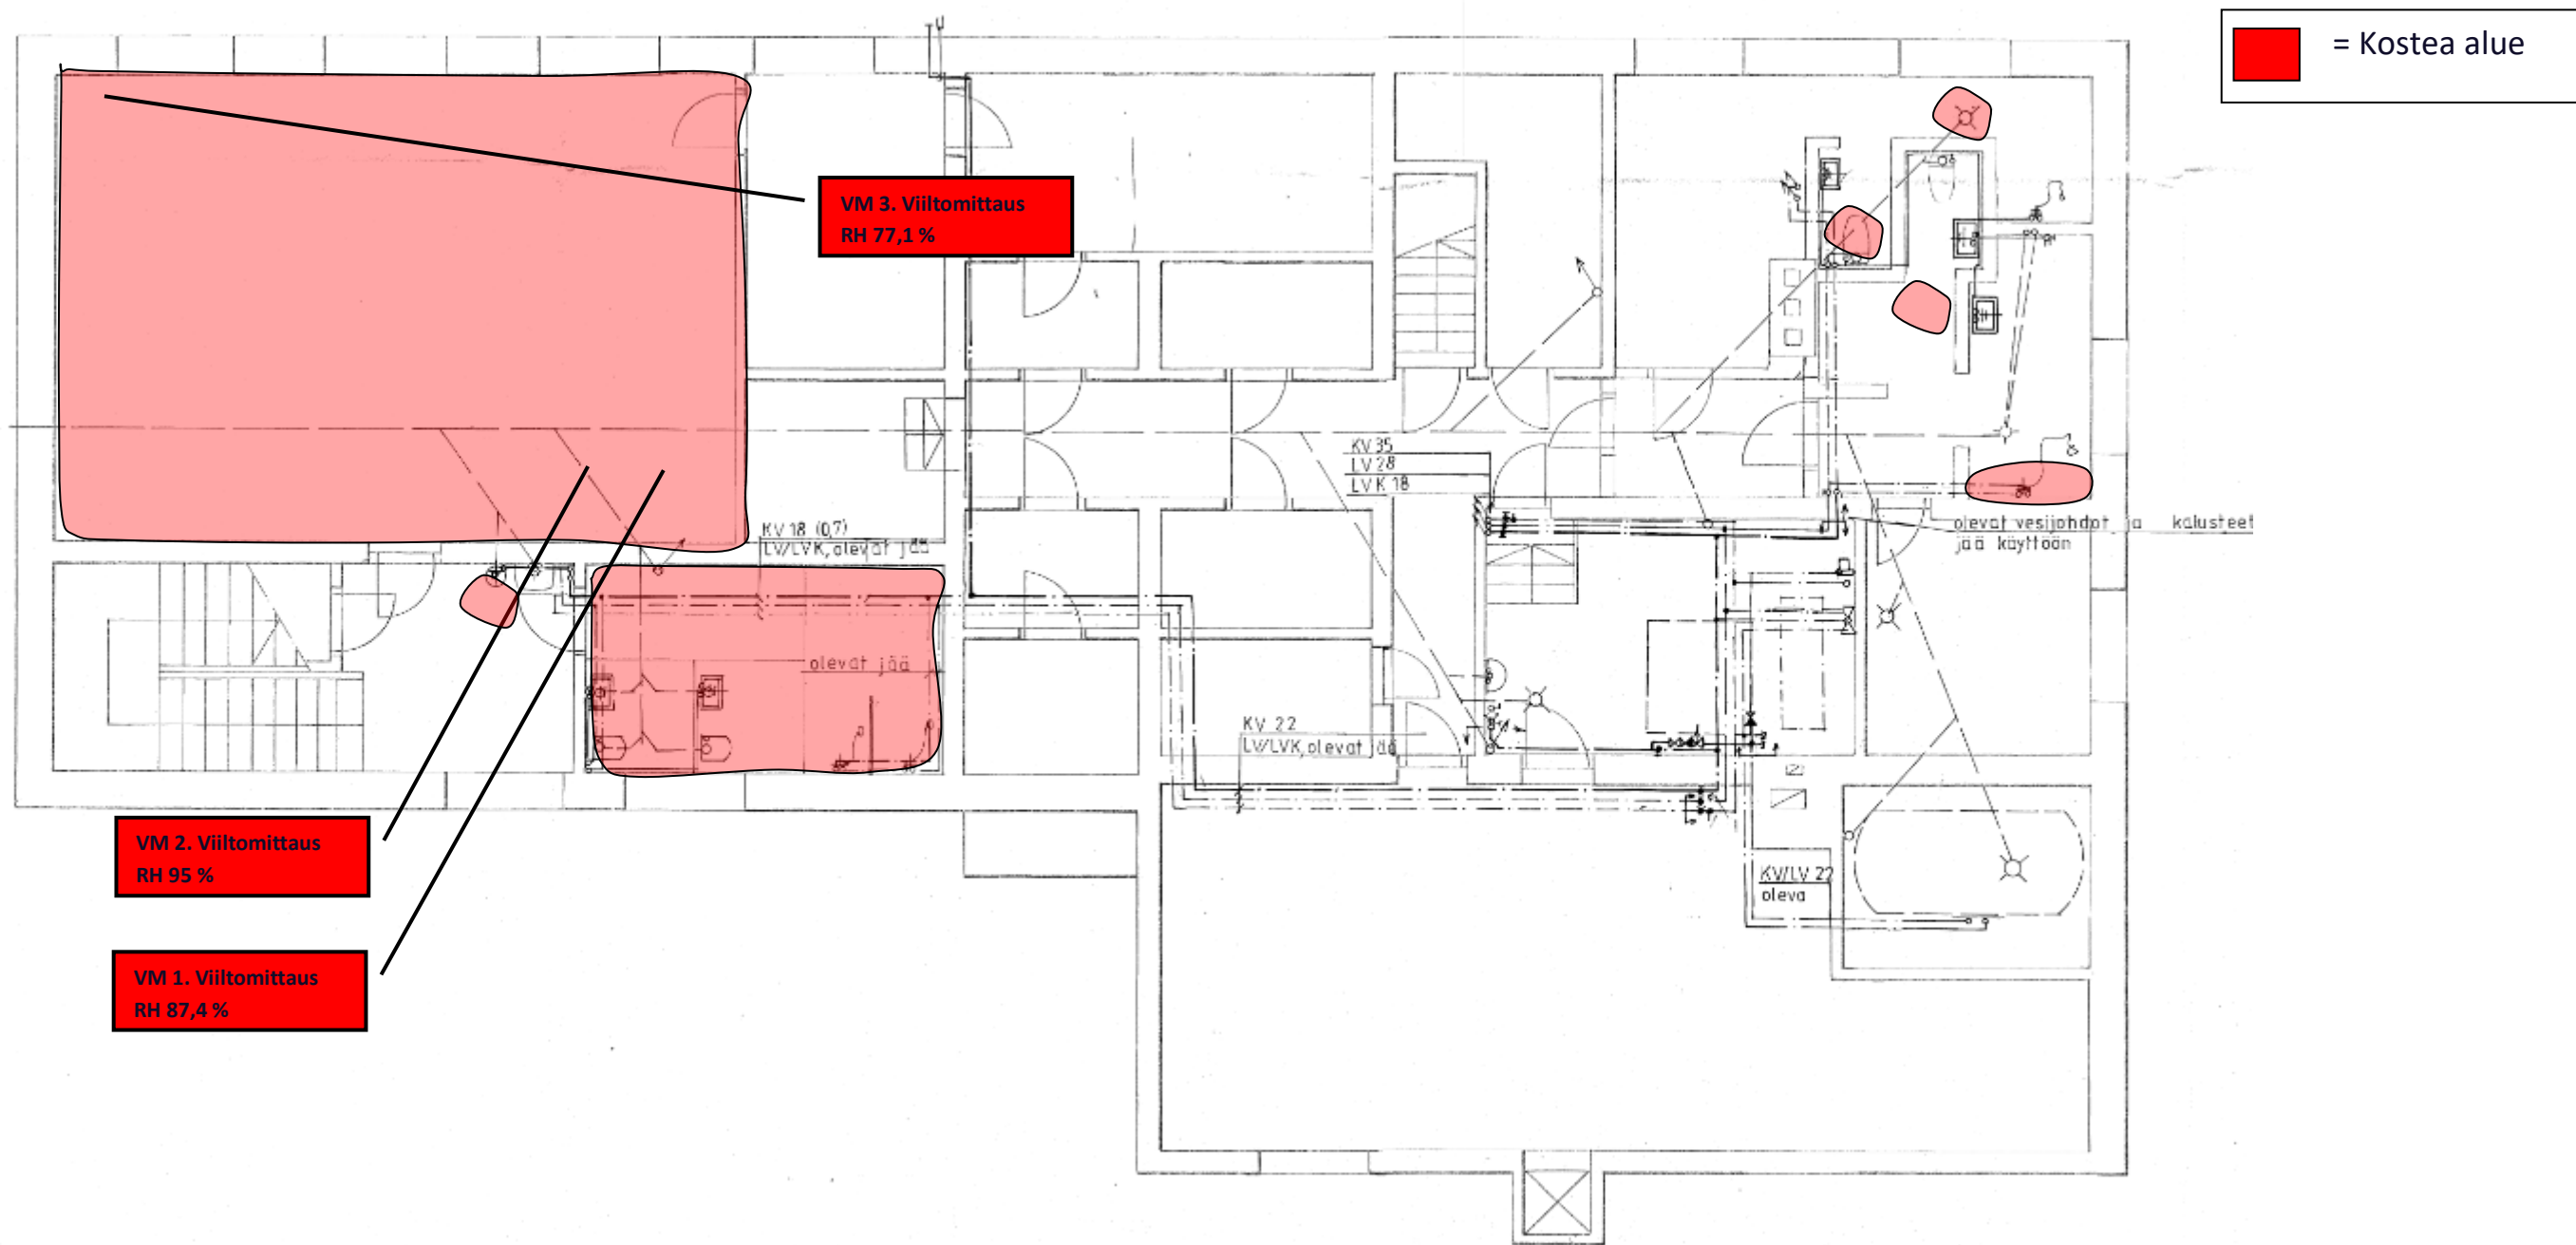 = Kostea alue
VM 3. Viiltomittaus
RH 77,1 %
KV 35
LV 28
LVK 18
KV 18 (0,7)
LV/LVK, olevat jää
olevat vesijohdot ja kalusteet
jää käyttöön
olevat jää
KV 22
LV/LVK, olevat jää
VM 2. Viiltomittaus
RH 95 %
KV/LV 22
oleva
VM 1. Viiltomittaus
RH 87,4 %